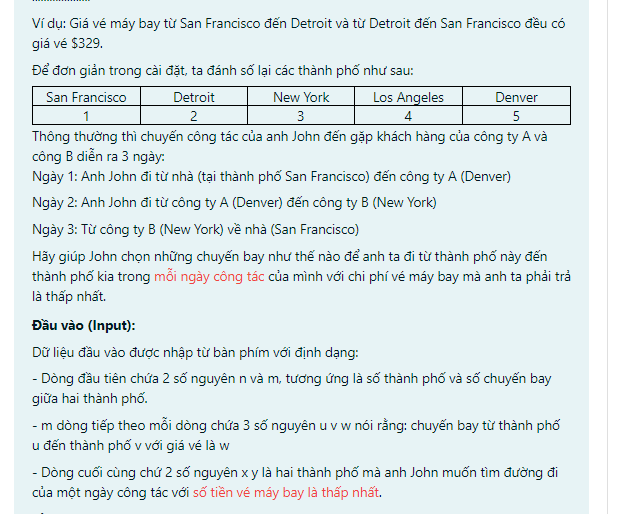 Ví dụ: Giá vé máy bay từ San Francisco đến Detroit và từ Detroit đến San Francisco đều có
giá vé $329.
Để đơn giản trong cài đặt, ta đánh số lại các thành phố như sau:
San Francisco Detroit New York Los Angeles Denver
1 2 3 4 5
Thông thường thì chuyến công tác của anh John đến gặp khách hàng của công ty A và
công B diễn ra 3 ngày:
Ngày 1: Anh John đi từ nhà (tại thành phố San Francisco) đến công ty A (Denver)
Ngày 2: Anh John đi từ công ty A (Denver) đến công ty B (New York)
Ngày 3: Từ công ty B (New York) về nhà (San Francisco)
Hãy giúp John chọn những chuyến bay như thế nào để anh ta đi từ thành phố này đến
thành phố kia trong mỗi ngày công tác của mình với chi phí vé máy bay mà anh ta phải trả
là thấp nhất.
Đầu vào (Input):
Dữ liệu đầu vào được nhập từ bàn phím với định dạng:
- Dòng đầu tiên chứa 2 số nguyên n và m, tương ứng là số thành phố và số chuyến bay
giữa hai thành phố.
- m dòng tiếp theo mỗi dòng chứa 3 số nguyên u v w nói rằng: chuyến bay từ thành phố
u đến thành phố v với giá vé là w
- Dòng cuối cùng chứ 2 số nguyên x y là hai thành phố mà anh John muốn tìm đường đi
của một ngày công tác với số tiền vé máy bay là thấp nhất.